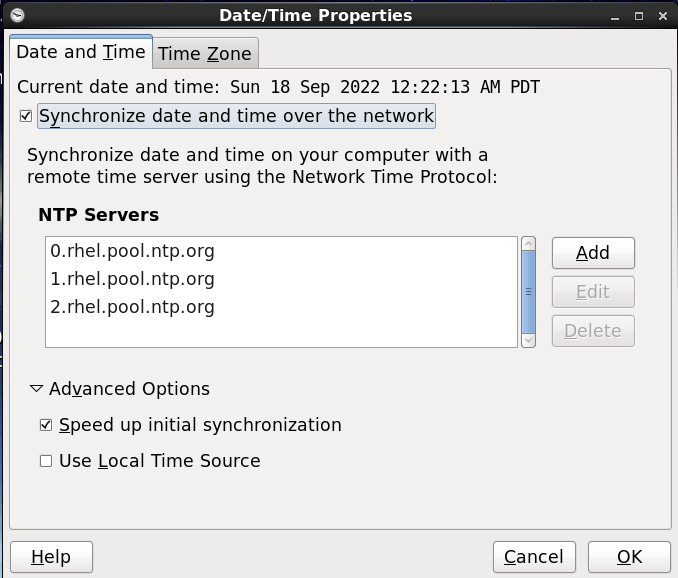 Date/Time Properties
Date and Time Time Zone
Current date and time: Sun 18 Sep 2022 12:22:13 AM PDT
Synchronize date and time over the network
Synchronize date and time on your computer with a
remote time server using the Network Time Protocol:
NTP Servers
0.rhel.pool.ntp.org
1.rhel.pool.ntp.org
2.rhel.pool.ntp.org
Add
Edit
Delete
Advanced Options
Speed up initial synchronization
Use Local Time Source
Help Cancel OK